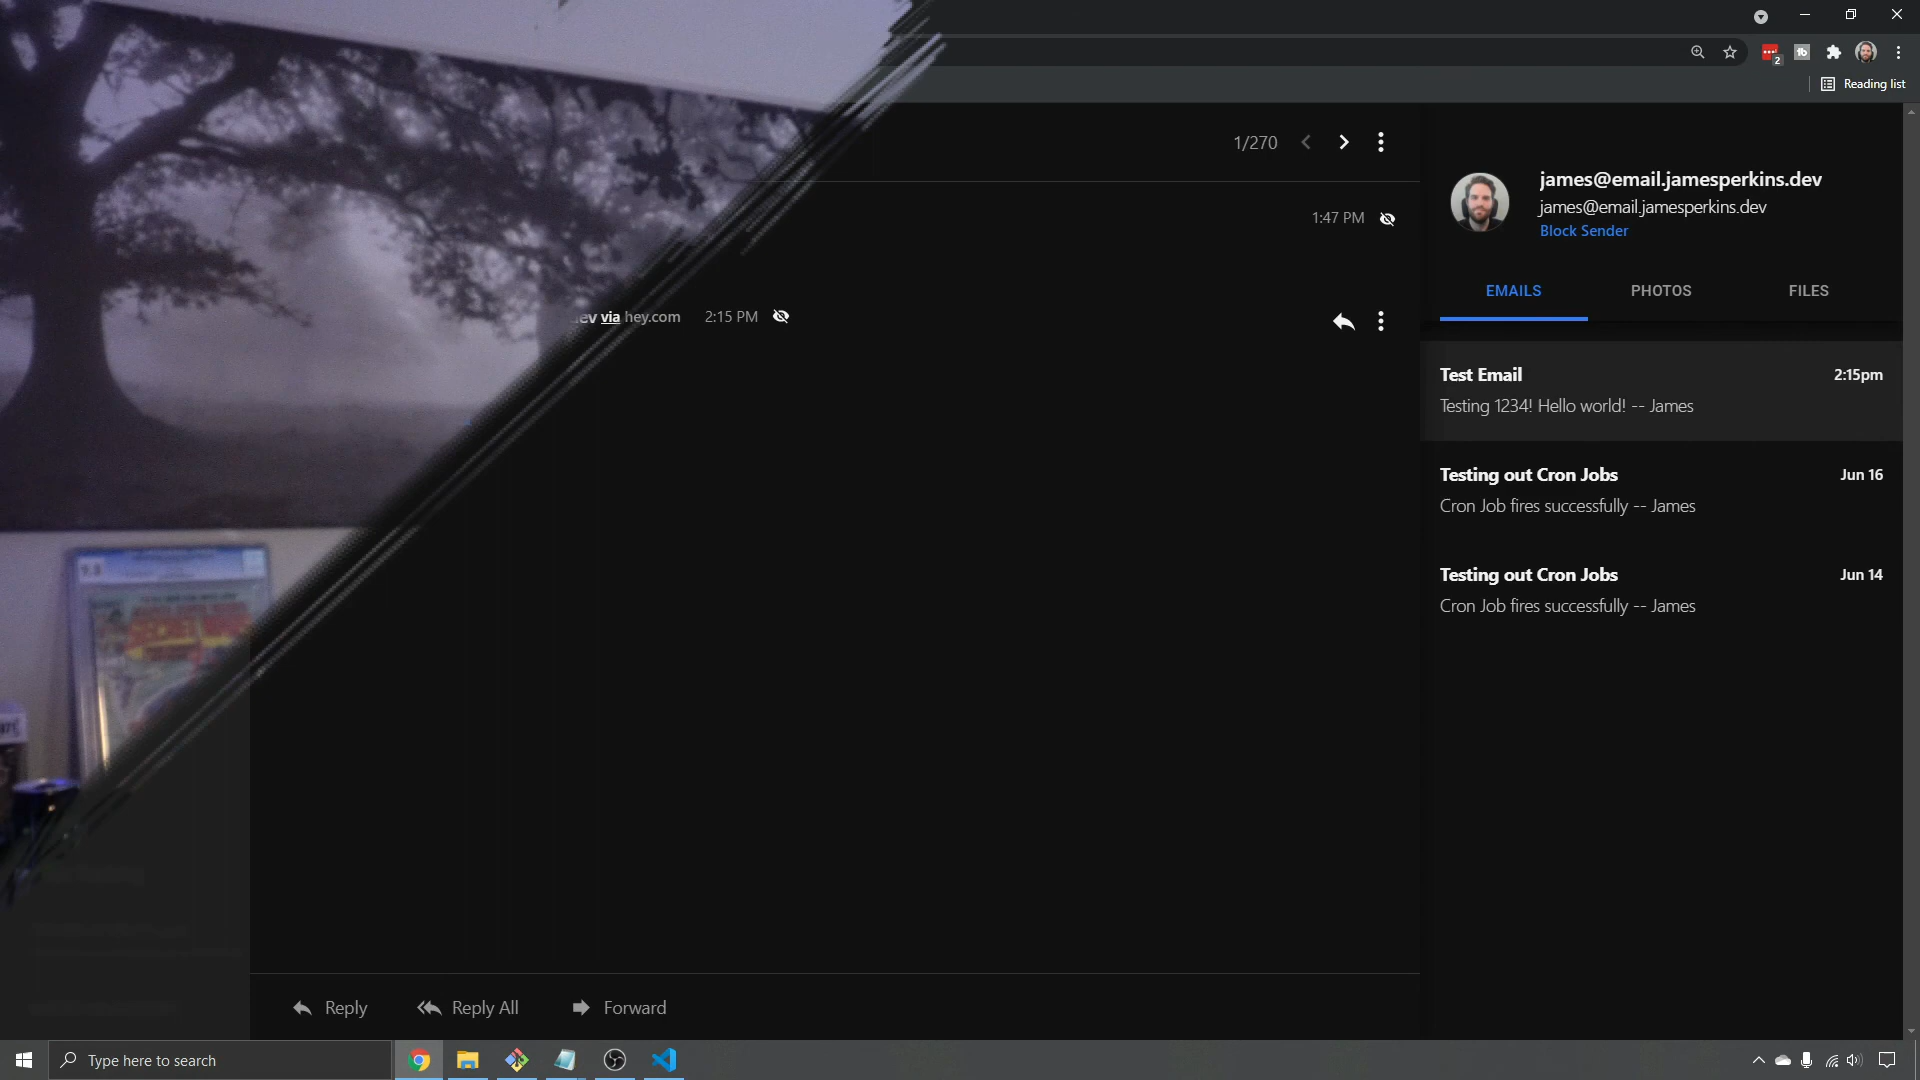 2
Reading list
1/270
1:47 PM
via hey.com 2:15 PM
james@email.jamesperkins.dev
james@email.jamesperkins.dev
Block Sender
EMAILS PHOTOS FILES
Test Email 2:15pm
Testing 1234! Hello world! -- James
Testing out Cron Jobs Jun 16
Cron Job fires successfully -- James
Testing out Cron Jobs Jun 14
Cron Job fires successfully -- James
9.8
Reply Reply All Forward
Type here to search